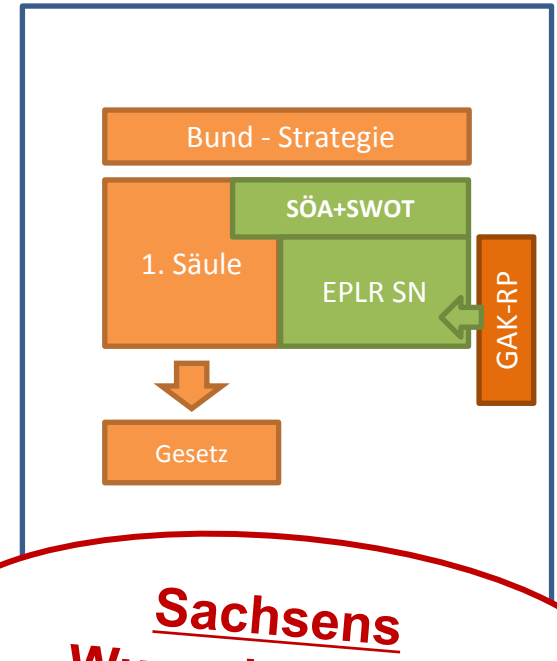 Bund - Strategie
SÖA+SWOT
1. Säule
EPLR SN
GAK-RP
Gesetz
Sachsens